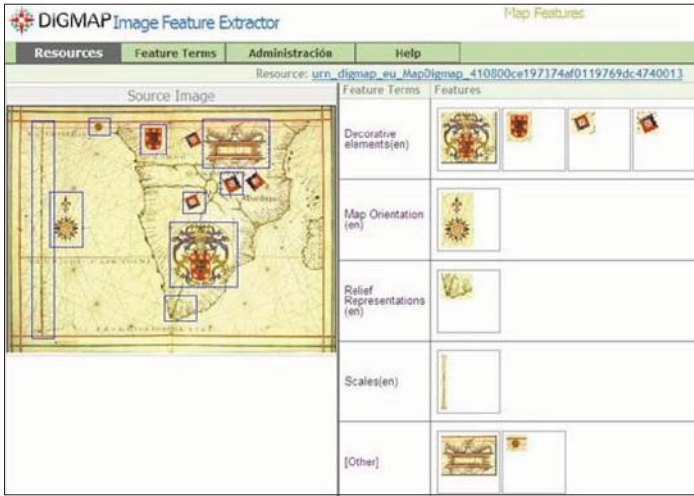 DIGMAP Image Feature Extractor
Map Features
Resources Feature Terms Administración Help
Resource: urn_digmap_eu_MapDigmap_410800ce197374af0119769dc4740013
Source Image
Feature Terms Features
Decorative elements(en)
Map Orientation (en)
Relief Representations (en)
Scales(en)
[Other]